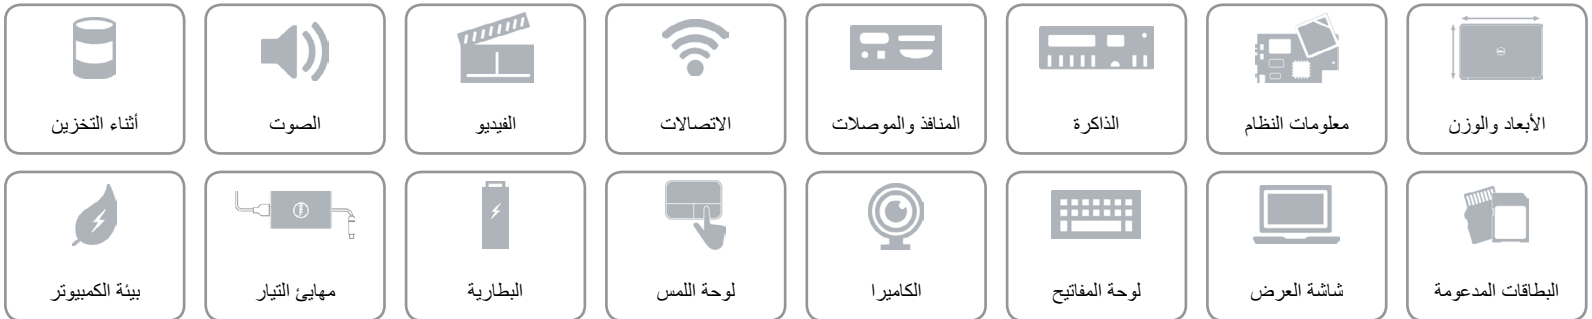 الأبعاد والوزن
معلومات النظام
الذاكرة
المنافذ والموصلات
الاتصالات
الفيديو
الصوت
أثناء التخزين
البطاقات المدعومة
شاشة العرض
لوحة المفاتيح
الكاميرا
لوحة اللمس
البطارية
مهايئ التيار
بيئة الكمبيوتر